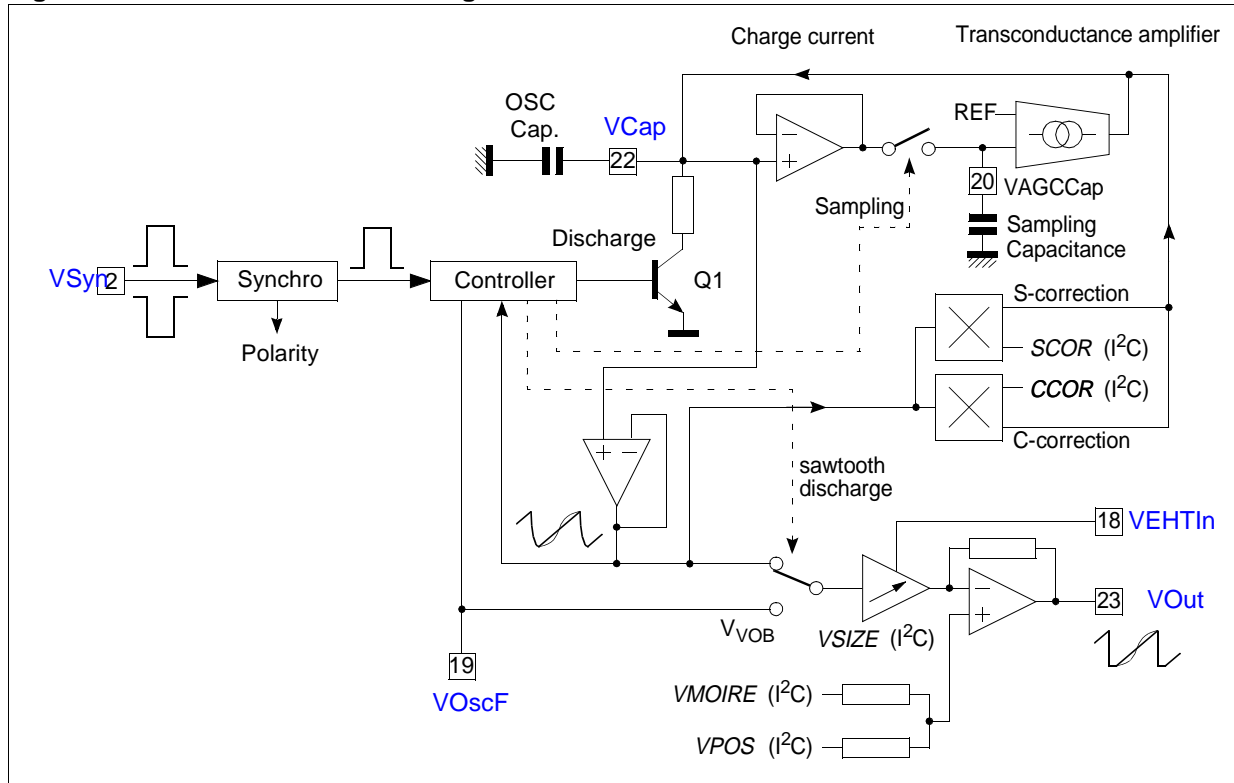 Charge current
Transconductance amplifier
OSC
Cap.
VCap
22
REF
20
VAGCCap
Sampling
Sampling
Capacitance
Discharge
VSyn
2
Synchro
Controller
Q1
Polarity
S-correction
SCOR (I²C)
CCOR (I²C)
C-correction
sawtooth
discharge
18
VEHTIn
23
VOut
V_VOB
VSIZE (I²C)
19
VOscF
VMOIRE (I²C)
VPOS (I²C)